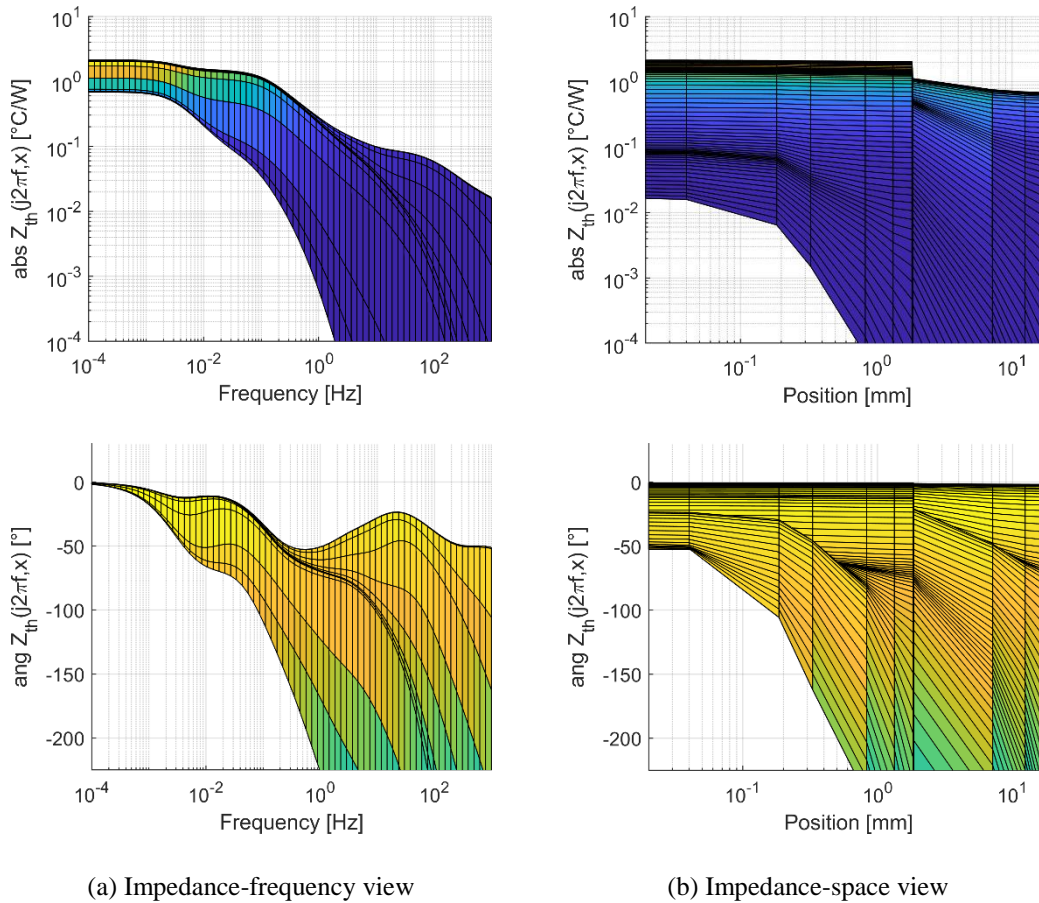 10^1
10^0
10^-1
10^-2
10^-3
10^-4
abs Z_th(j2πf,x) [°C/W]
10^-4 10^-2 10^0 10^2
Frequency [Hz]
10^1
10^0
10^-1
10^-2
10^-3
10^-4
abs Z_th(j2πf,x) [°C/W]
10^-1 10^0 10^1
Position [mm]
0
-50
-100
-150
-200
ang Z_th(j2πf,x) [°]
10^-4 10^-2 10^0 10^2
Frequency [Hz]
0
-50
-100
-150
-200
ang Z_th(j2πf,x) [°]
10^-1 10^0 10^1
Position [mm]
(a) Impedance-frequency view
(b) Impedance-space view